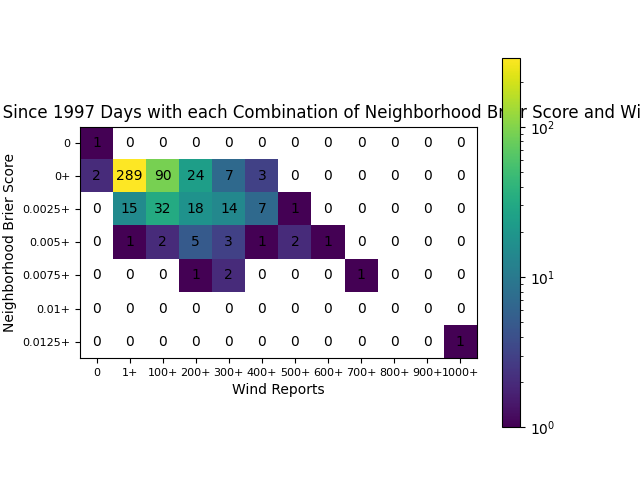 Since 1997 Days with each Combination of Neighborhood Brier Score and Wi
Neighborhood Brier Score
0 1 0 0 0 0 0 0 0 0 0 0 0
0+ 2 289 90 24 7 3 0 0 0 0 0 0
0.0025+ 0 15 32 18 14 7 1 0 0 0 0 0
0.005+ 0 1 2 5 3 1 2 1 0 0 0 0
0.0075+ 0 0 0 1 2 0 0 0 1 0 0 0
0.01+ 0 0 0 0 0 0 0 0 0 0 0 0
0.0125+ 0 0 0 0 0 0 0 0 0 0 0 1
0 1+ 100+ 200+ 300+ 400+ 500+ 600+ 700+ 800+ 900+ 1000+
Wind Reports
10²
10¹
10⁰